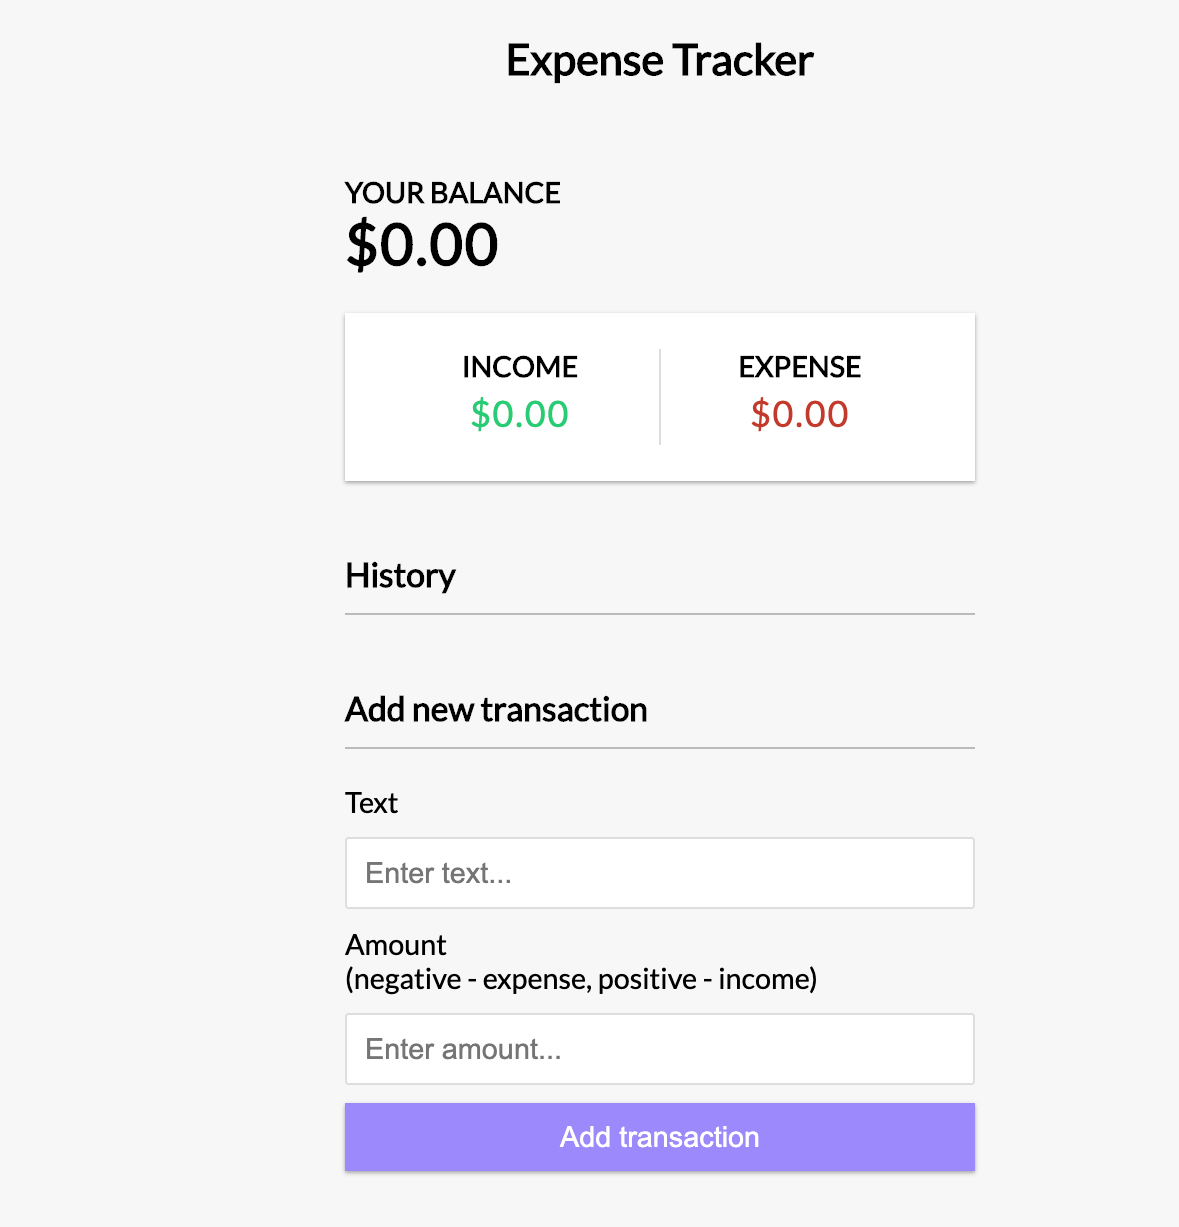 Expense Tracker
YOUR BALANCE
$0.00
INCOME
EXPENSE
$0.00
$0.00
History
Add new transaction
Text
Enter text...
Amount
(negative - expense, positive - income)
Enter amount...
Add transaction